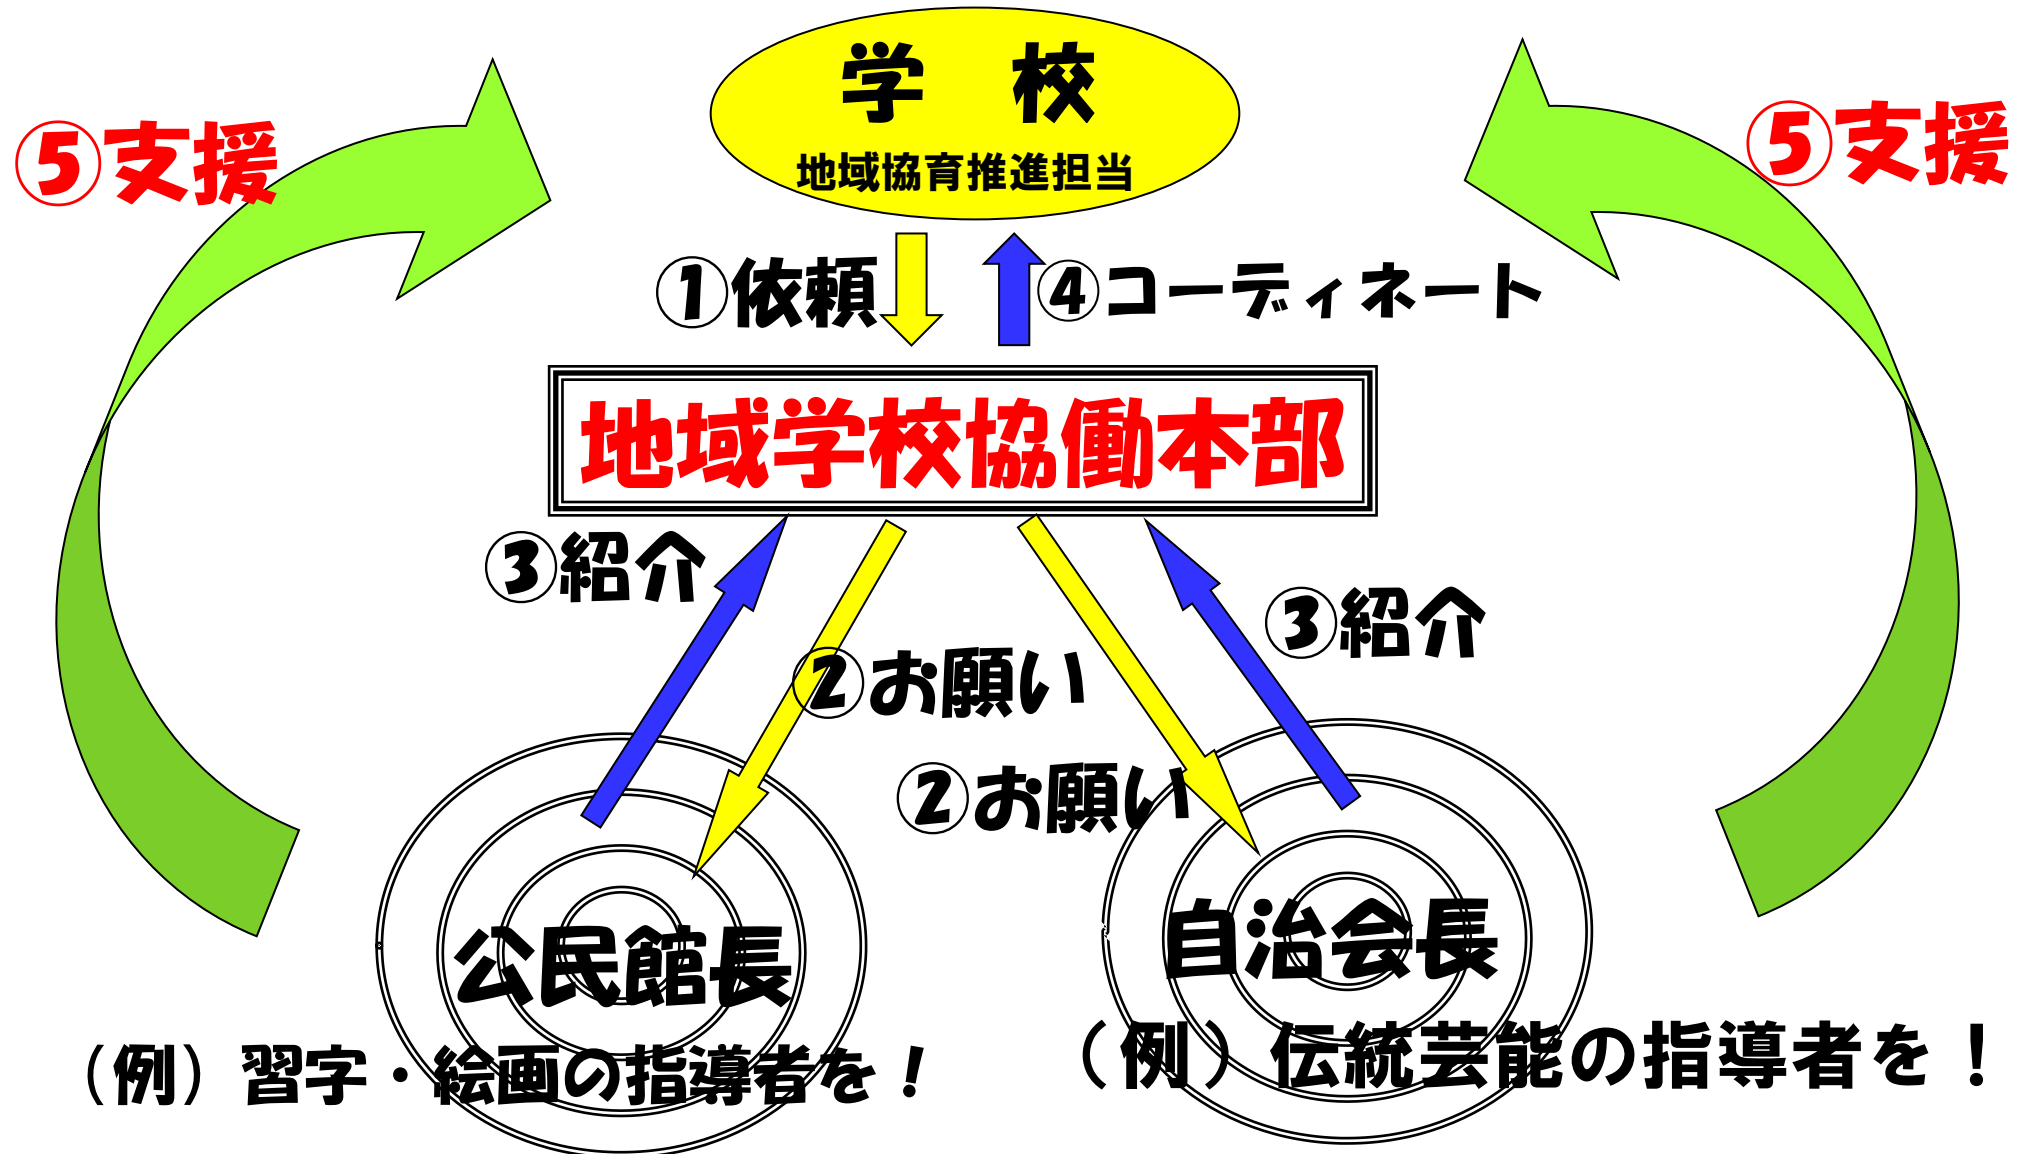 学　校
地域協育推進担当
⑤支援
⑤支援
①依頼
④コーディネート
地域学校協働本部
③紹介
③紹介
②お願い
②お願い
公民館長
自治会長
（例）習字・絵画の指導者を！
（例）伝統芸能の指導者を！